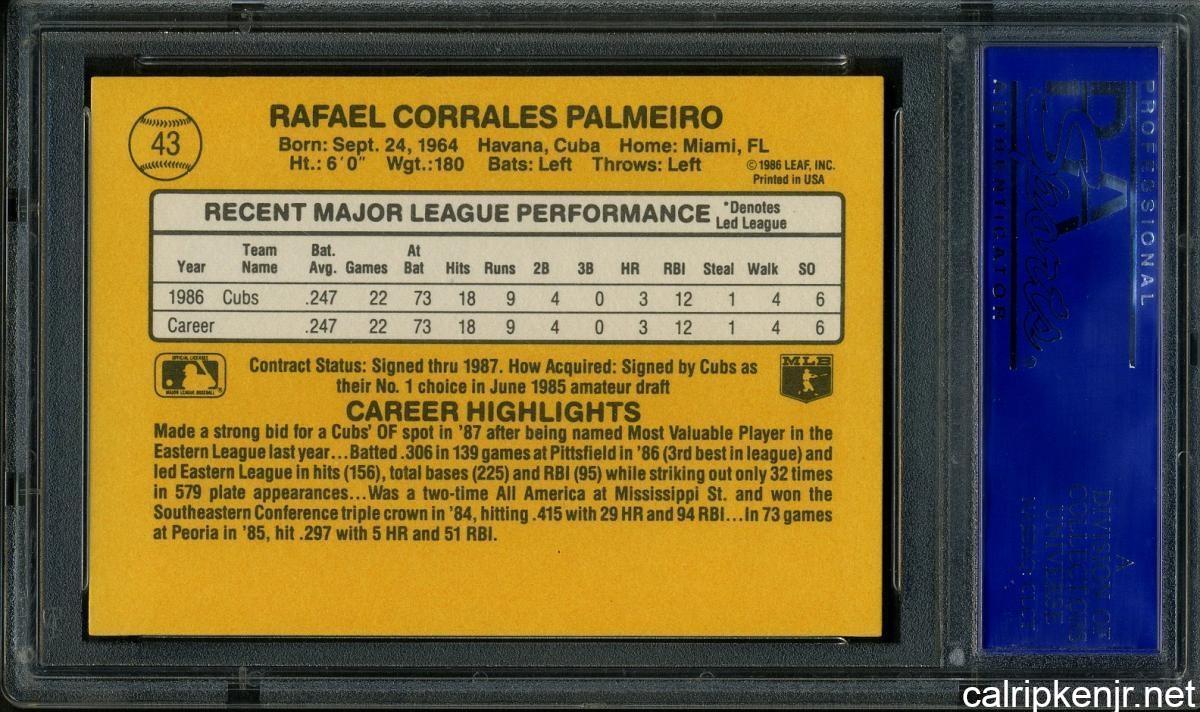 43
RAFAEL CORRALES PALMEIRO
Born: Sept. 24, 1964 Havana, Cuba Home: Miami, FL
Ht.: 6'0" Wgt.:180 Bats: Left Throws: Left
© 1986 LEAF, INC.
Printed in USA
RECENT MAJOR LEAGUE PERFORMANCE *Denotes Led League
Year Team Name Bat. Avg. Games At Bat Hits Runs 2B 3B HR RBI Steal Walk SO
1986 Cubs .247 22 73 18 9 4 0 3 12 1 4 6
Career .247 22 73 18 9 4 0 3 12 1 4 6
Contract Status: Signed thru 1987. How Acquired: Signed by Cubs as
their No. 1 choice in June 1985 amateur draft
MLB
CAREER HIGHLIGHTS
Made a strong bid for a Cubs' OF spot in '87 after being named Most Valuable Player in the
Eastern League last year...Batted .306 in 139 games at Pittsfield in '86 (3rd best in league) and
led Eastern League in hits (156), total bases (225) and RBI (95) while striking out only 32 times
in 579 plate appearances...Was a two-time All America at Mississippi St. and won the
Southeastern Conference triple crown in '84, hitting .415 with 29 HR and 94 RBI...In 73 games
at Peoria in '85, hit .297 with 5 HR and 51 RBI.
PROFESSIONAL
PSA
Sports
AUTHENTICATOR
A
DIVISION OF
COLLECTORS
UNIVERSE
calripkenjr.net